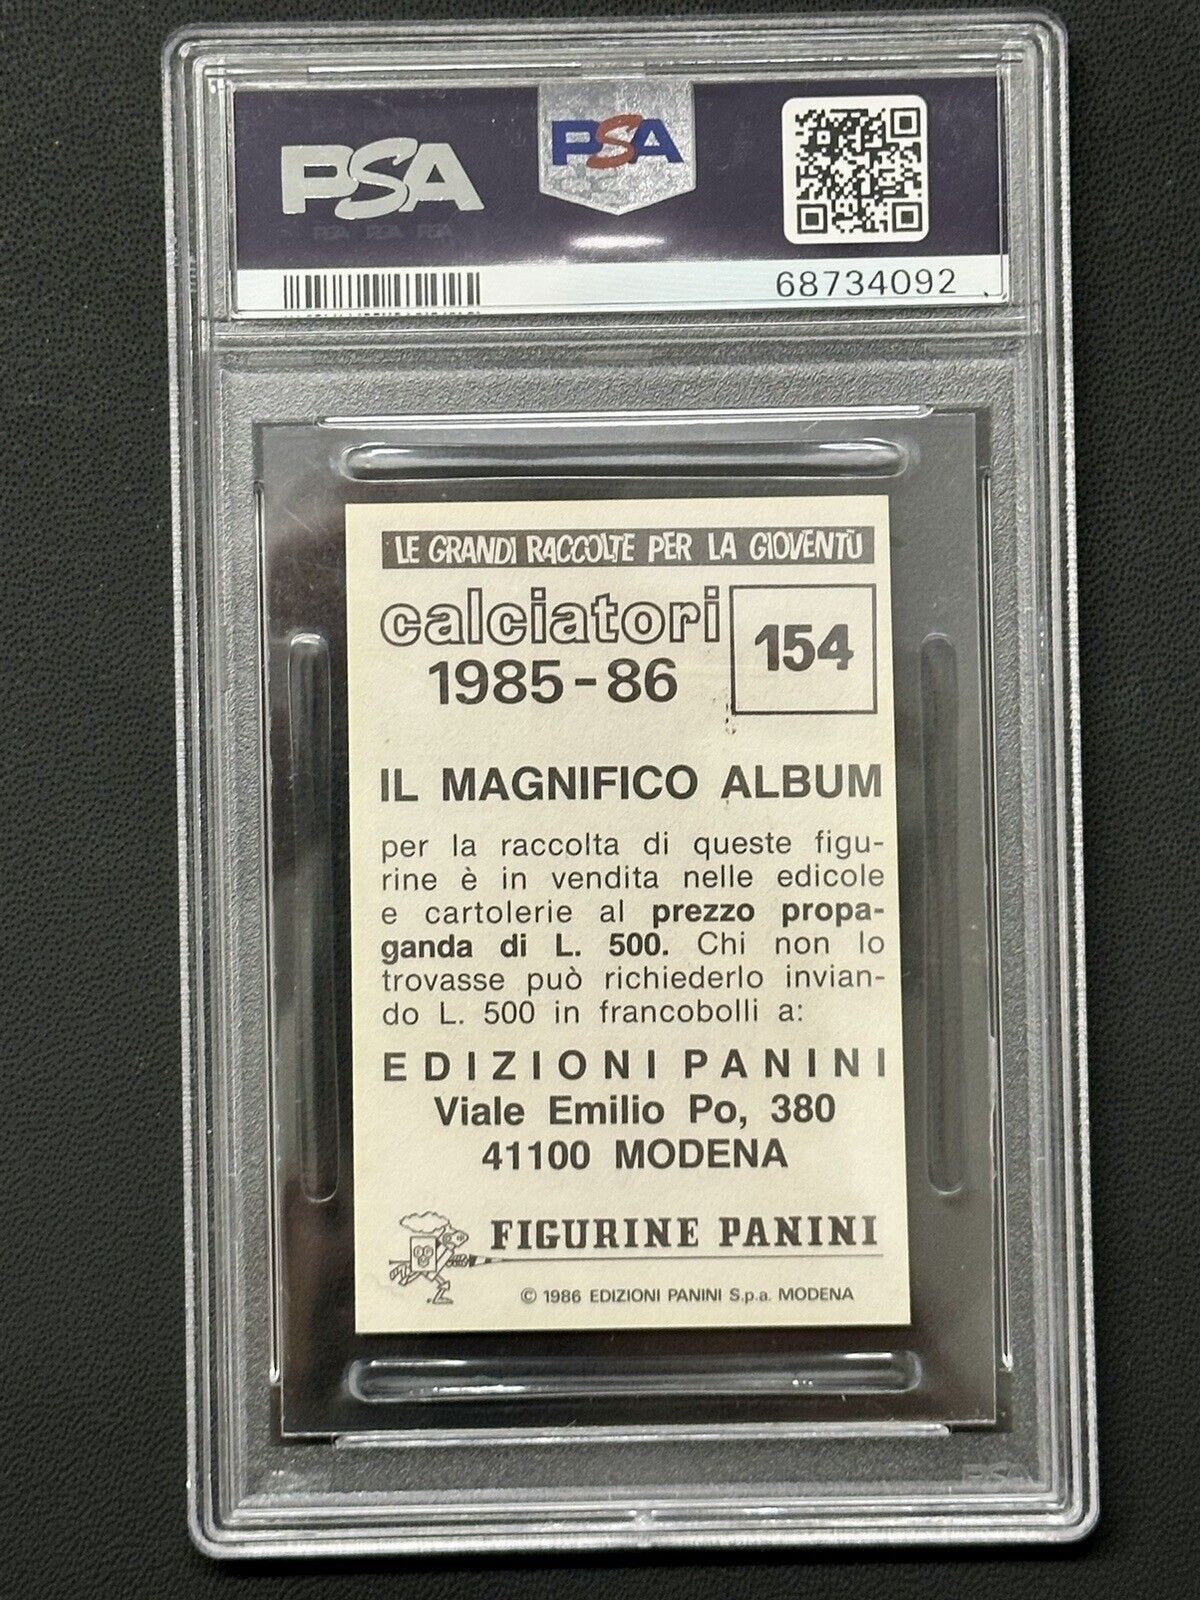 PSA
PSA
68734092
LE GRANDI RACCOLTE PER LA GIOVENTÙ
calciatori
1985-86
154
IL MAGNIFICO ALBUM
per la raccolta di queste figu-
rine è in vendita nelle edicole
e cartolerie al prezzo propa-
ganda di L. 500. Chi non lo
trovasse può richiederlo invian-
do L. 500 in francobolli a:
EDIZIONI PANINI
Viale Emilio Po, 380
41100 MODENA
FIGURINE PANINI
© 1986 EDIZIONI PANINI S.p.a. MODENA
PSA